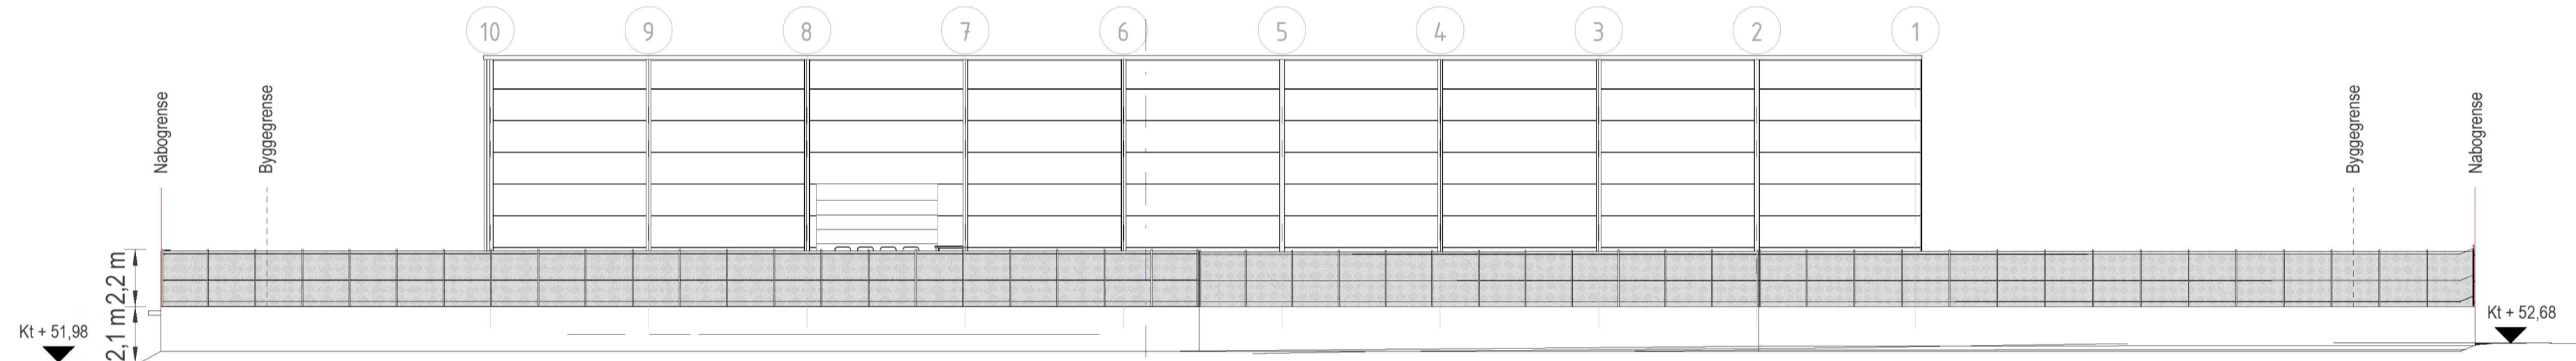 10 9 8 7 6 5 4 3 2 1
Nabogrense
Byggegrense
Byggegrense
Nabogrense
2,2 m
2,1 m
Kt + 51,98
Kt + 52,68